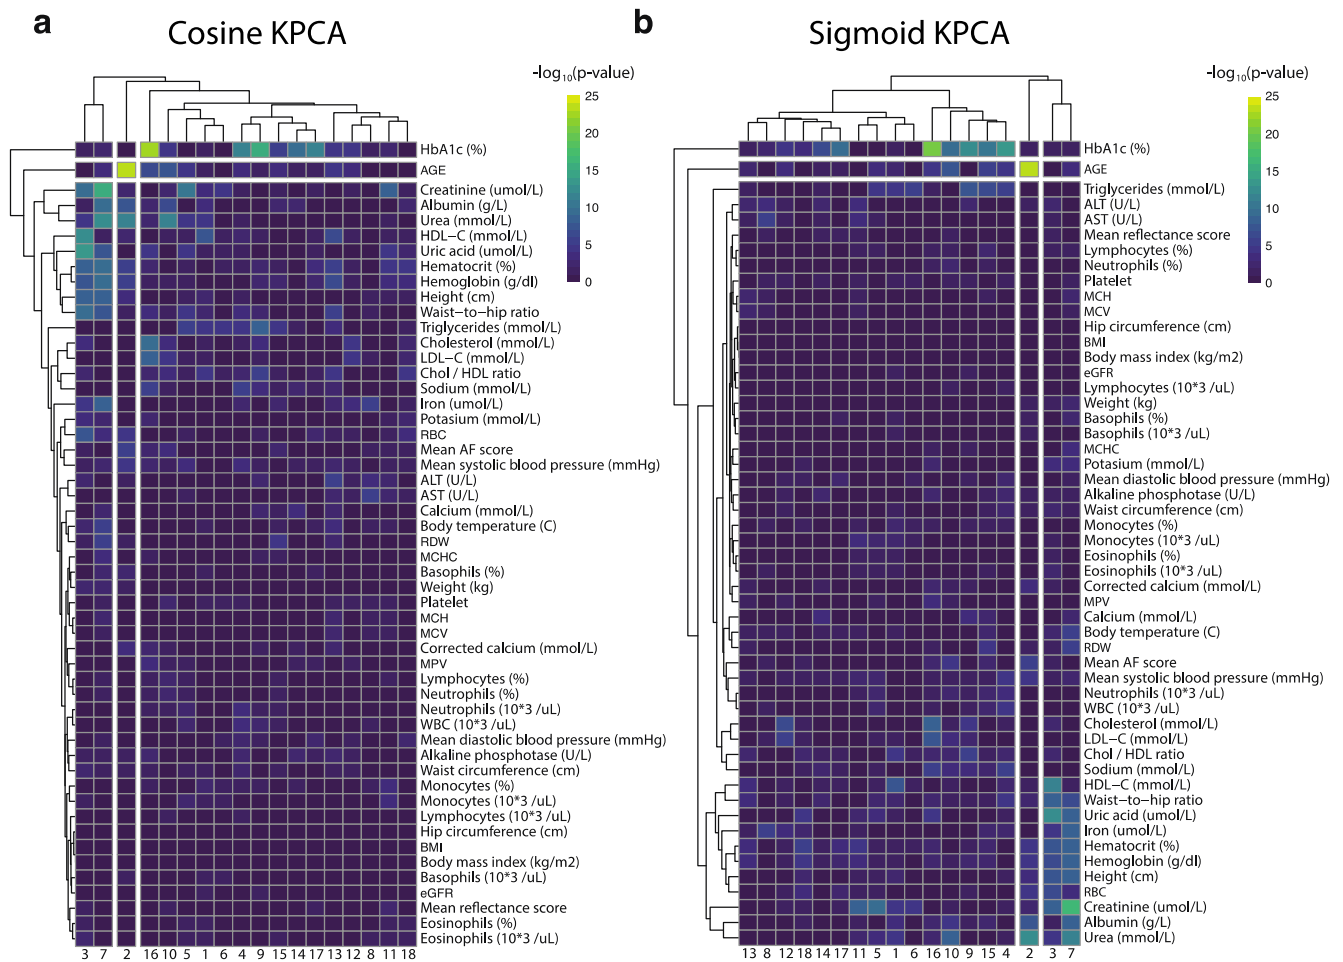 a
Cosine KPCA
-log10(p-value)
25
20
15
10
5
0
HbA1c (%)
AGE
Creatinine (umol/L)
Albumin (g/L)
Urea (mmol/L)
HDL−C (mmol/L)
Uric acid (umol/L)
Hematocrit (%)
Hemoglobin (g/dl)
Height (cm)
Waist−to−hip ratio
Triglycerides (mmol/L)
Cholesterol (mmol/L)
LDL−C (mmol/L)
Chol / HDL ratio
Sodium (mmol/L)
Iron (umol/L)
Potasium (mmol/L)
RBC
Mean AF score
Mean systolic blood pressure (mmHg)
ALT (U/L)
AST (U/L)
Calcium (mmol/L)
Body temperature (C)
RDW
MCHC
Basophils (%)
Weight (kg)
Platelet
MCH
MCV
Corrected calcium (mmol/L)
MPV
Lymphocytes (%)
Neutrophils (%)
Neutrophils (10*3 /uL)
WBC (10*3 /uL)
Mean diastolic blood pressure (mmHg)
Alkaline phosphotase (U/L)
Waist circumference (cm)
Monocytes (%)
Monocytes (10*3 /uL)
Lymphocytes (10*3 /uL)
Hip circumference (cm)
BMI
Body mass index (kg/m2)
Basophils (10*3 /uL)
eGFR
Mean reflectance score
Eosinophils (%)
Eosinophils (10*3 /uL)
3 7 2 16 10 5 1 6 4 9 15 14 17 13 12 8 11 18
b
Sigmoid KPCA
-log10(p-value)
25
20
15
10
5
0
HbA1c (%)
AGE
Triglycerides (mmol/L)
ALT (U/L)
AST (U/L)
Mean reflectance score
Lymphocytes (%)
Neutrophils (%)
Platelet
MCH
MCV
Hip circumference (cm)
BMI
Body mass index (kg/m2)
eGFR
Lymphocytes (10*3 /uL)
Weight (kg)
Basophils (%)
Basophils (10*3 /uL)
MCHC
Potasium (mmol/L)
Mean diastolic blood pressure (mmHg)
Alkaline phosphotase (U/L)
Waist circumference (cm)
Monocytes (%)
Monocytes (10*3 /uL)
Eosinophils (%)
Eosinophils (10*3 /uL)
Corrected calcium (mmol/L)
MPV
Calcium (mmol/L)
Body temperature (C)
RDW
Mean AF score
Mean systolic blood pressure (mmHg)
Neutrophils (10*3 /uL)
WBC (10*3 /uL)
Cholesterol (mmol/L)
LDL−C (mmol/L)
Chol / HDL ratio
Sodium (mmol/L)
HDL−C (mmol/L)
Waist−to−hip ratio
Uric acid (umol/L)
Iron (umol/L)
Hematocrit (%)
Hemoglobin (g/dl)
Height (cm)
RBC
Creatinine (umol/L)
Albumin (g/L)
Urea (mmol/L)
13 8 12 18 14 17 11 5 1 6 16 10 9 15 4 2 3 7